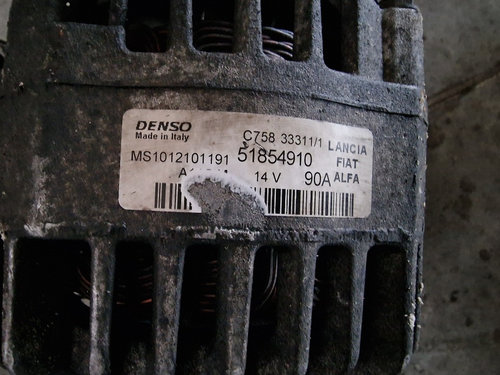 DENSO
Made in Italy
C758 33311/1
MS1012101191 51854910
LANCIA
FIAT
ALFA
14 V 90A